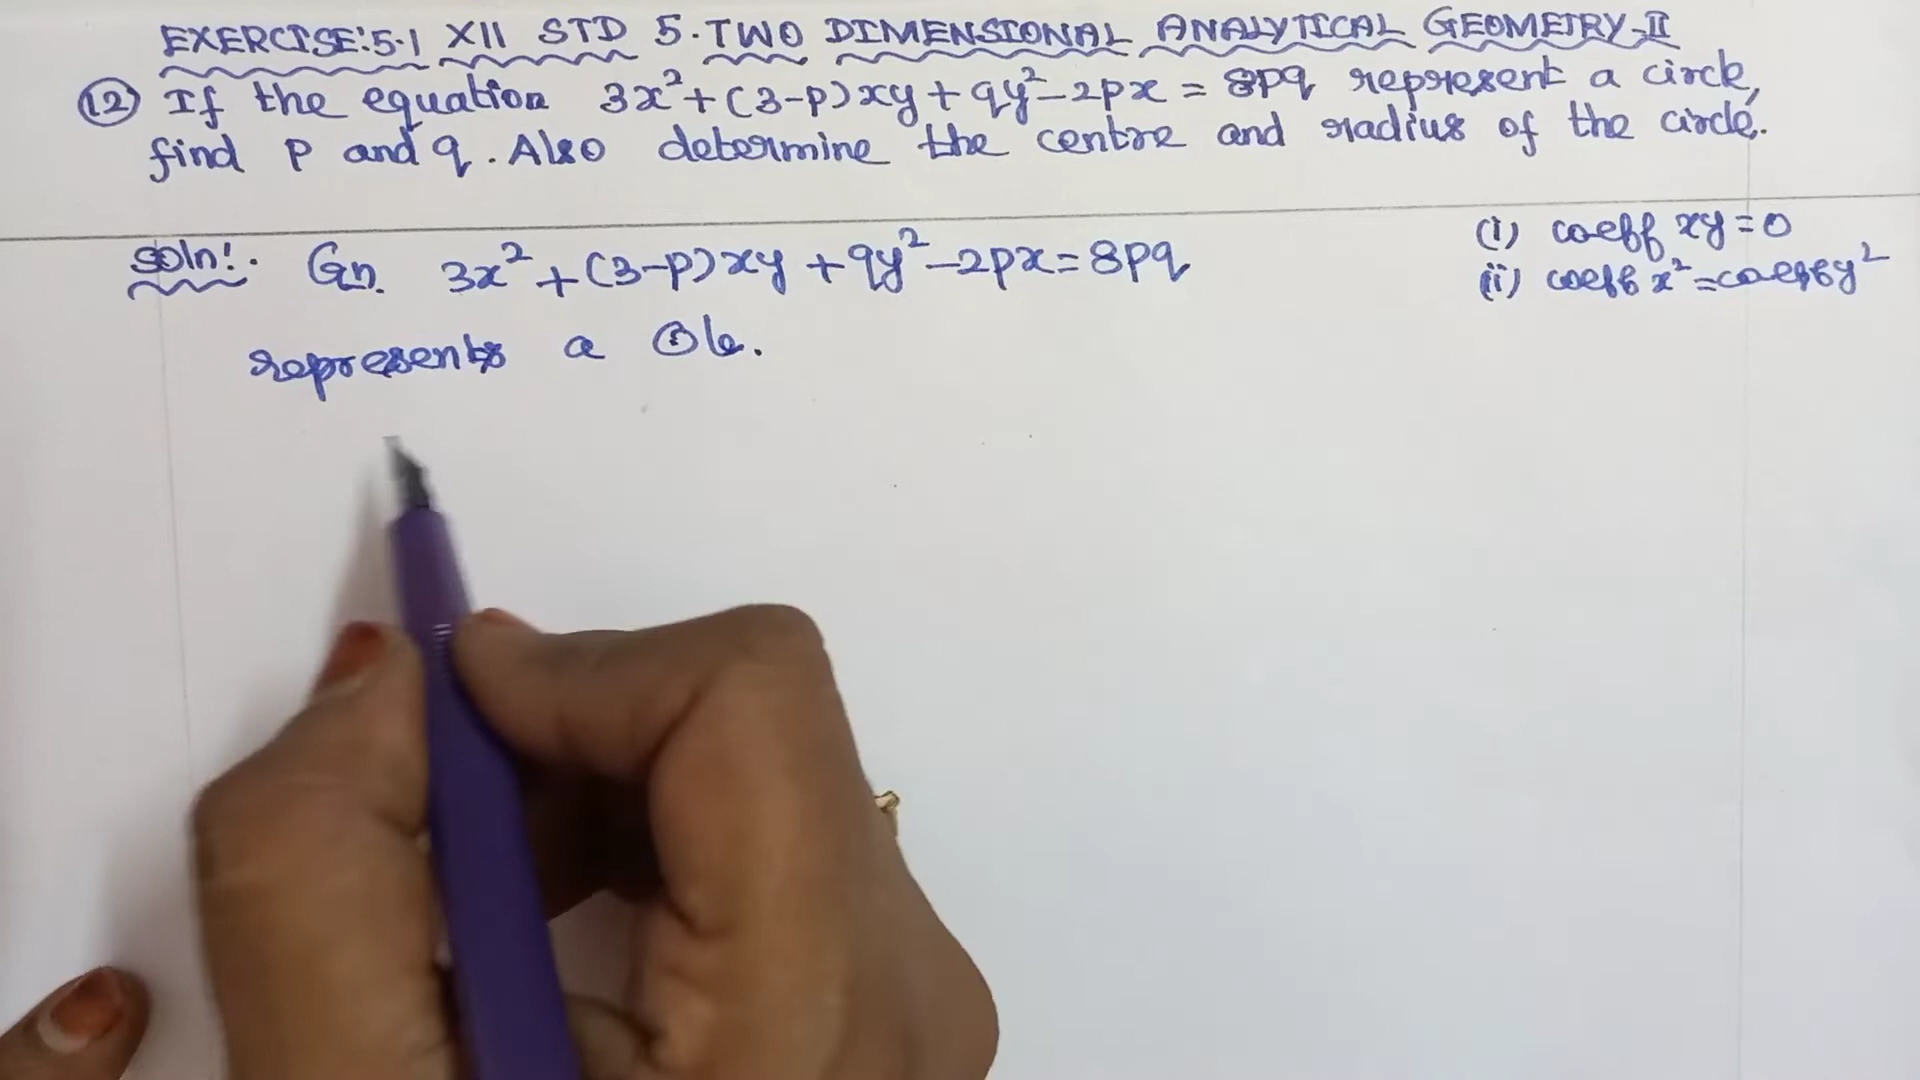 EXERCISE:5.1 XII STD 5.TWO DIMENSIONAL ANALYTICAL GEOMETRY-II
(12) If the equation 3x²+(3-p)xy+qy²-2px=8pq represent a circle,
find p and q. Also determine the centre and radius of the circle.
Soln:. Gn. 3x²+(3-p)xy+qy²-2px=8pq
(i) coeff xy=0
(ii) coeff x²=coeffy²
represents a ⊙le.